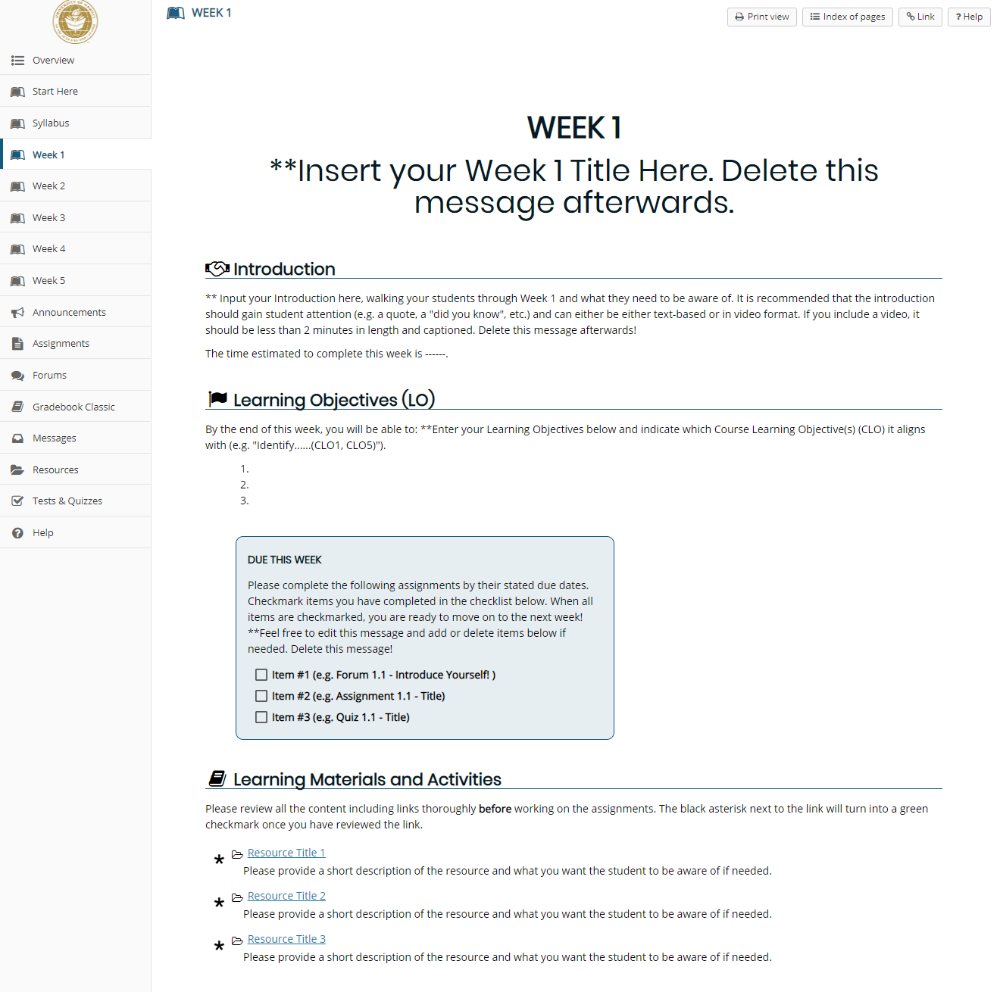 WEEK 1
Print view
Index of pages
Link
? Help
Overview
Start Here
Syllabus
Week 1
Week 2
Week 3
Week 4
Week 5
Announcements
Assignments
Forums
Gradebook Classic
Messages
Resources
Tests & Quizzes
Help
WEEK 1
**Insert your Week 1 Title Here. Delete this
message afterwards.
Introduction
** Input your Introduction here, walking your students through Week 1 and what they need to be aware of. It is recommended that the introduction
should gain student attention (e.g. a quote, a "did you know", etc.) and can either be either text-based or in video format. If you include a video, it
should be less than 2 minutes in length and captioned. Delete this message afterwards!
The time estimated to complete this week is ------.
Learning Objectives (LO)
By the end of this week, you will be able to: **Enter your Learning Objectives below and indicate which Course Learning Objective(s) (CLO) it aligns
with (e.g. "Identify......(CLO1, CLO5)").
1.
2.
3.
DUE THIS WEEK
Please complete the following assignments by their stated due dates.
Checkmark items you have completed in the checklist below. When all
items are checkmarked, you are ready to move on to the next week!
**Feel free to edit this message and add or delete items below if
needed. Delete this message!
Item #1 (e.g. Forum 1.1 - Introduce Yourself! )
Item #2 (e.g. Assignment 1.1 - Title)
Item #3 (e.g. Quiz 1.1 - Title)
Learning Materials and Activities
Please review all the content including links thoroughly before working on the assignments. The black asterisk next to the link will turn into a green
checkmark once you have reviewed the link.
* Resource Title 1
Please provide a short description of the resource and what you want the student to be aware of if needed.
* Resource Title 2
Please provide a short description of the resource and what you want the student to be aware of if needed.
* Resource Title 3
Please provide a short description of the resource and what you want the student to be aware of if needed.